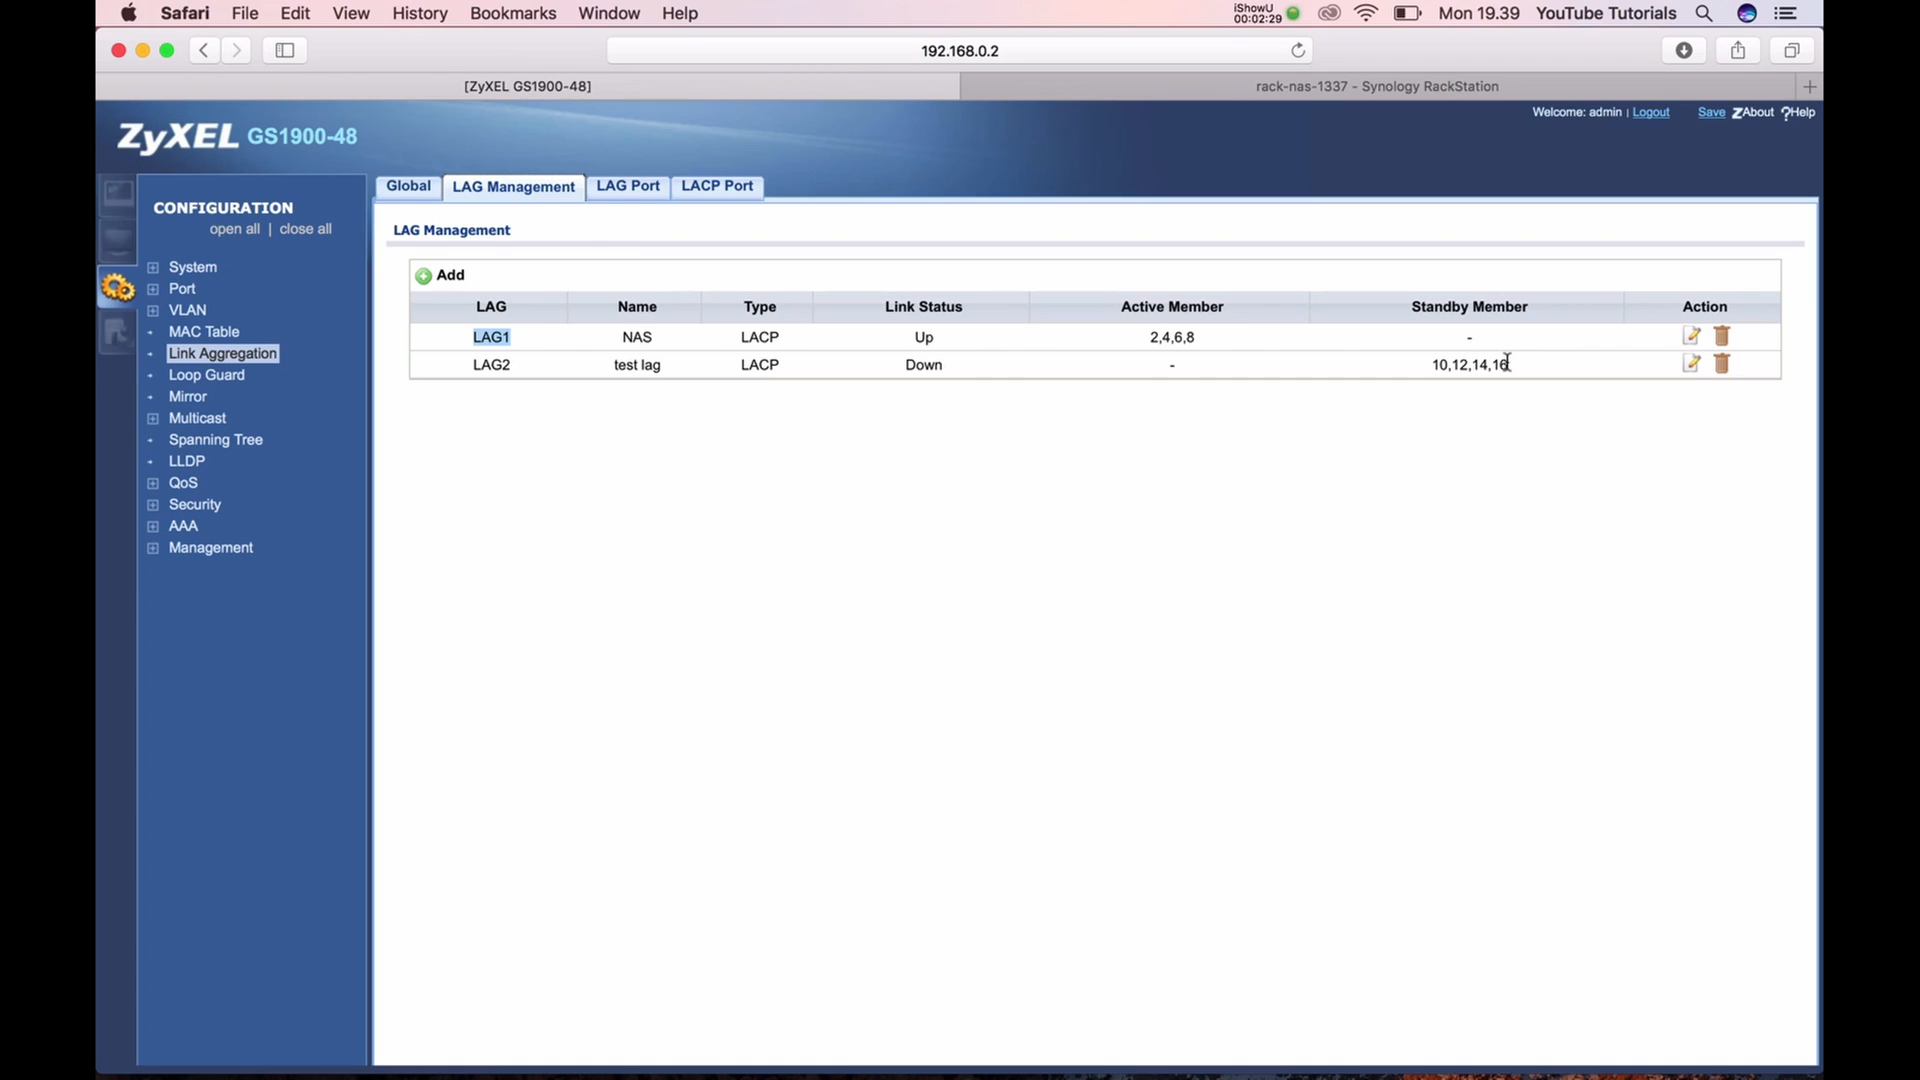 Safari File Edit View History Bookmarks Window Help iShowU 00:02:29 Mon 19.39 YouTube Tutorials
192.168.0.2
[ZyXEL GS1900-48] rack-nas-1337 - Synology RackStation
Welcome: admin | Logout Save ZAbout ?Help
ZyXEL GS1900-48
Global LAG Management LAG Port LACP Port
CONFIGURATION
open all | close all
System
Port
VLAN
MAC Table
Link Aggregation
Loop Guard
Mirror
Multicast
Spanning Tree
LLDP
QoS
Security
AAA
Management
LAG Management
Add
LAG Name Type Link Status Active Member Standby Member Action
LAG1 NAS LACP Up 2,4,6,8 -
LAG2 test lag LACP Down - 10,12,14,16